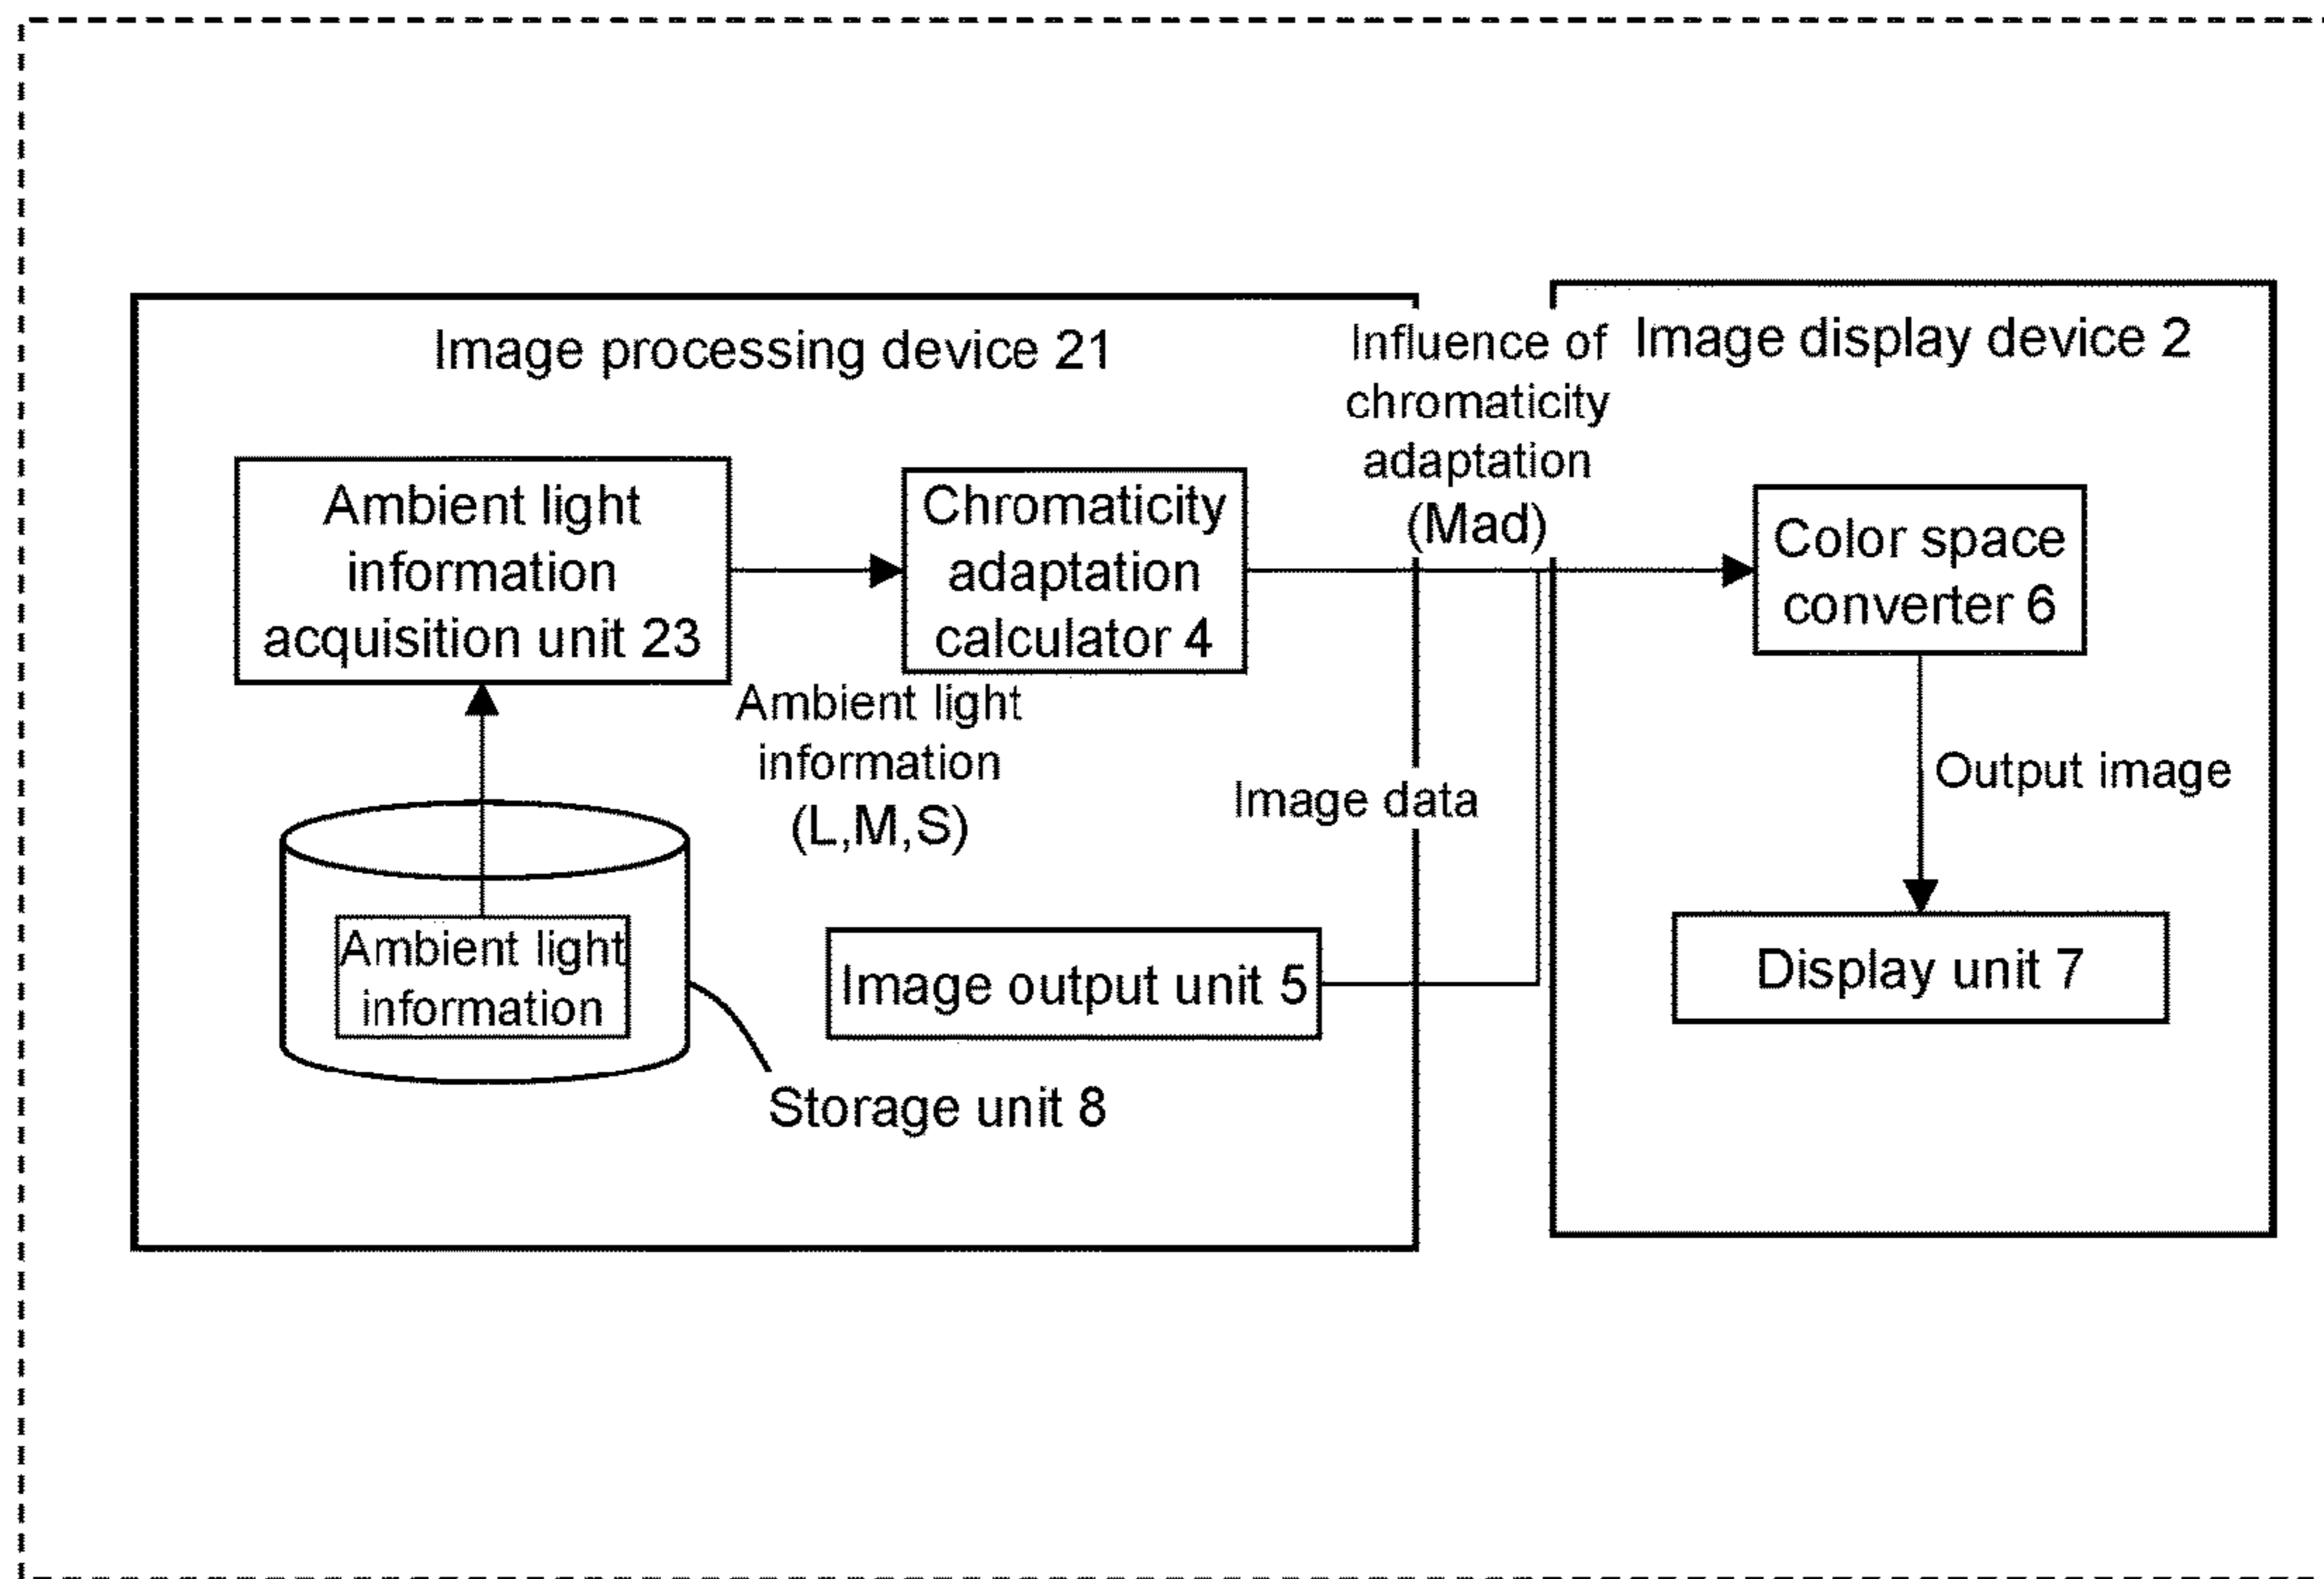 Image processing device 21
Ambient light
information
acquisition unit 23
Chromaticity
adaptation
calculator 4
Ambient light
information
(L,M,S)
Ambient light
information
Storage unit 8
Image output unit 5
Image data
Influence of
chromaticity
adaptation
(Mad)
Image display device 2
Color space
converter 6
Output image
Display unit 7